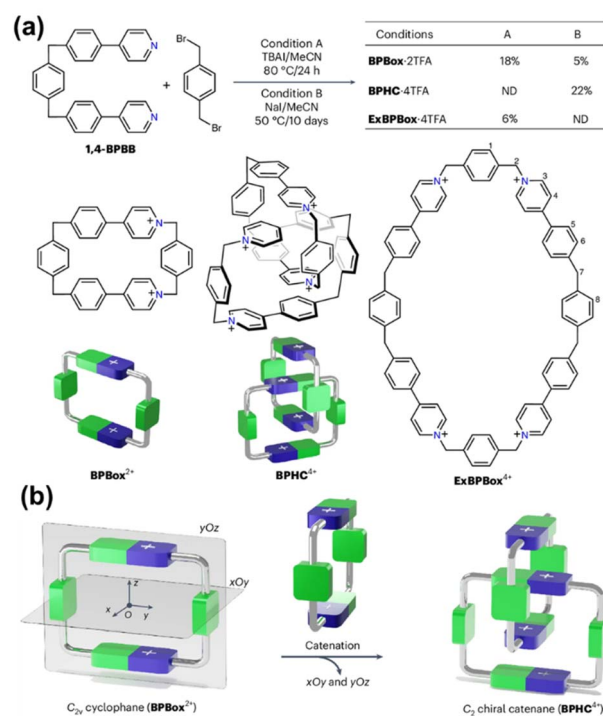 (a)
Br
N
N
+
Br
1,4-BPBB
Condition A
TBAI/MeCN
80 °C/24 h
Condition B
NaI/MeCN
50 °C/10 days
Conditions A B
BPBox·2TFA 18% 5%
BPHC·4TFA ND 22%
ExBPBox·4TFA 6% ND
N+
N+
BPBox2+
N+
N+
N+
N+
BPHC4+
1
2
3
4
5
6
7
8
N+
N+
N+
N+
ExBPBox4+
(b)
yOz
xOy
z
x
O
y
C2v cyclophane (BPBox2+)
Catenation
xOy and yOz
C2 chiral catenane (BPHC4+)